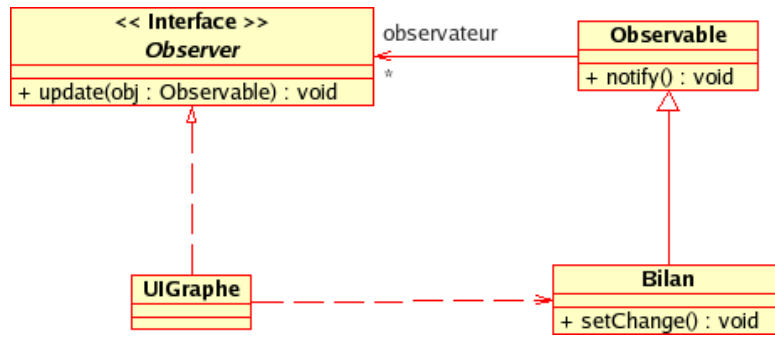 << Interface >>
Observer
+ update(obj : Observable) : void
observateur
*
Observable
+ notify() : void
UIGraphe
Bilan
+ setChange() : void